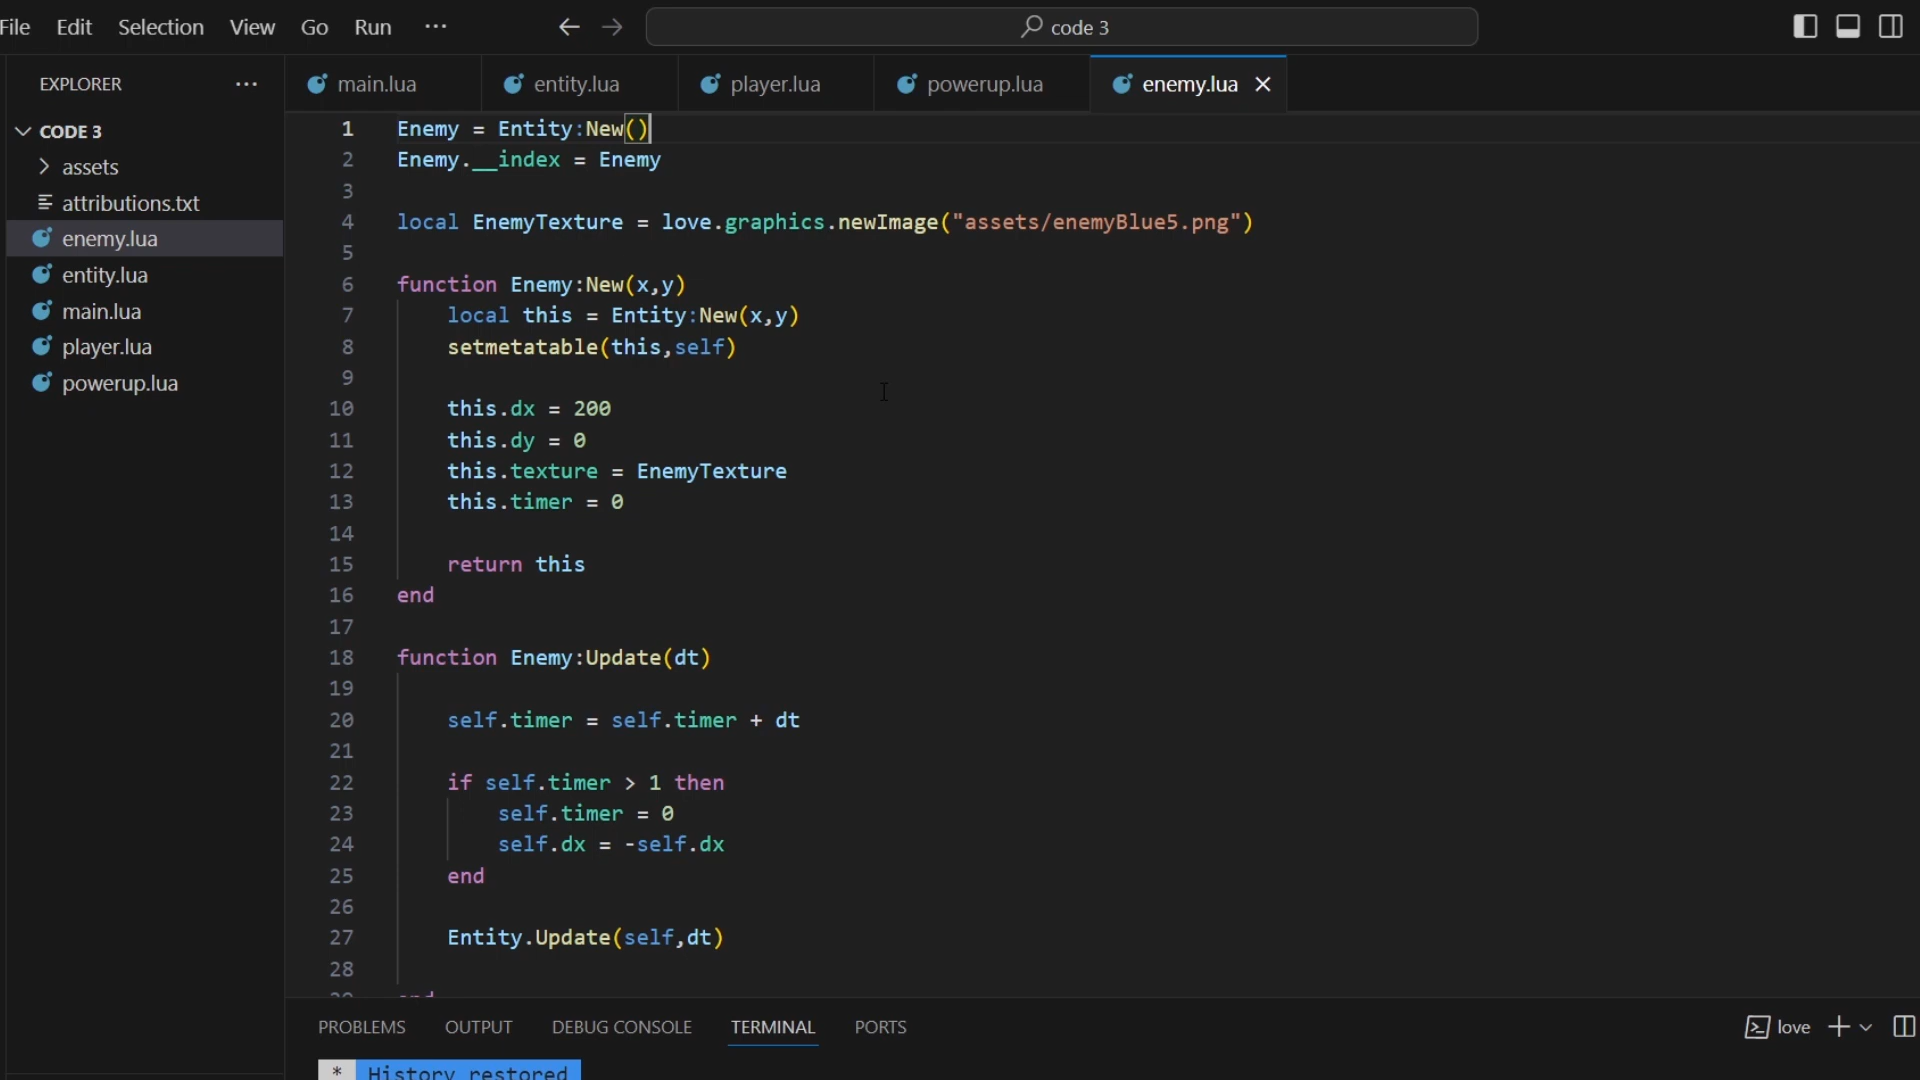 File Edit Selection View Go Run ··· code 3
EXPLORER ··· main.lua entity.lua player.lua powerup.lua enemy.lua
CODE 3
assets
attributions.txt
enemy.lua
entity.lua
main.lua
player.lua
powerup.lua
1 Enemy = Entity:New()
2 Enemy.__index = Enemy
3
4 local EnemyTexture = love.graphics.newImage("assets/enemyBlue5.png")
5
6 function Enemy:New(x,y)
7 local this = Entity:New(x,y)
8 setmetatable(this,self)
9
10 this.dx = 200
11 this.dy = 0
12 this.texture = EnemyTexture
13 this.timer = 0
14
15 return this
16 end
17
18 function Enemy:Update(dt)
19
20 self.timer = self.timer + dt
21
22 if self.timer > 1 then
23 self.timer = 0
24 self.dx = -self.dx
25 end
26
27 Entity.Update(self,dt)
28
29 end
PROBLEMS OUTPUT DEBUG CONSOLE TERMINAL PORTS love
* History restored